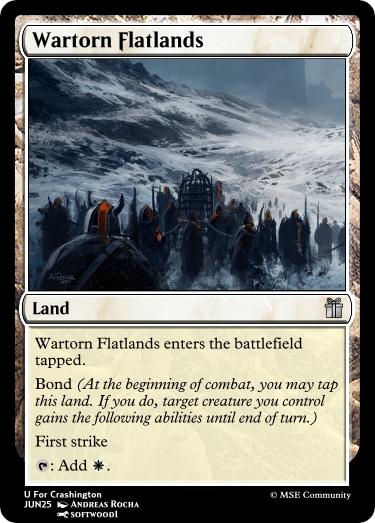 Wartorn Flatlands
Land
Wartorn Flatlands enters the battlefield
tapped.
Bond (At the beginning of combat, you may tap
this land. If you do, target creature you control
gains the following abilities until end of turn.)
First strike
: Add .
U For Crashington
JUN25 Andreas Rocha
softwood1
© MSE Community